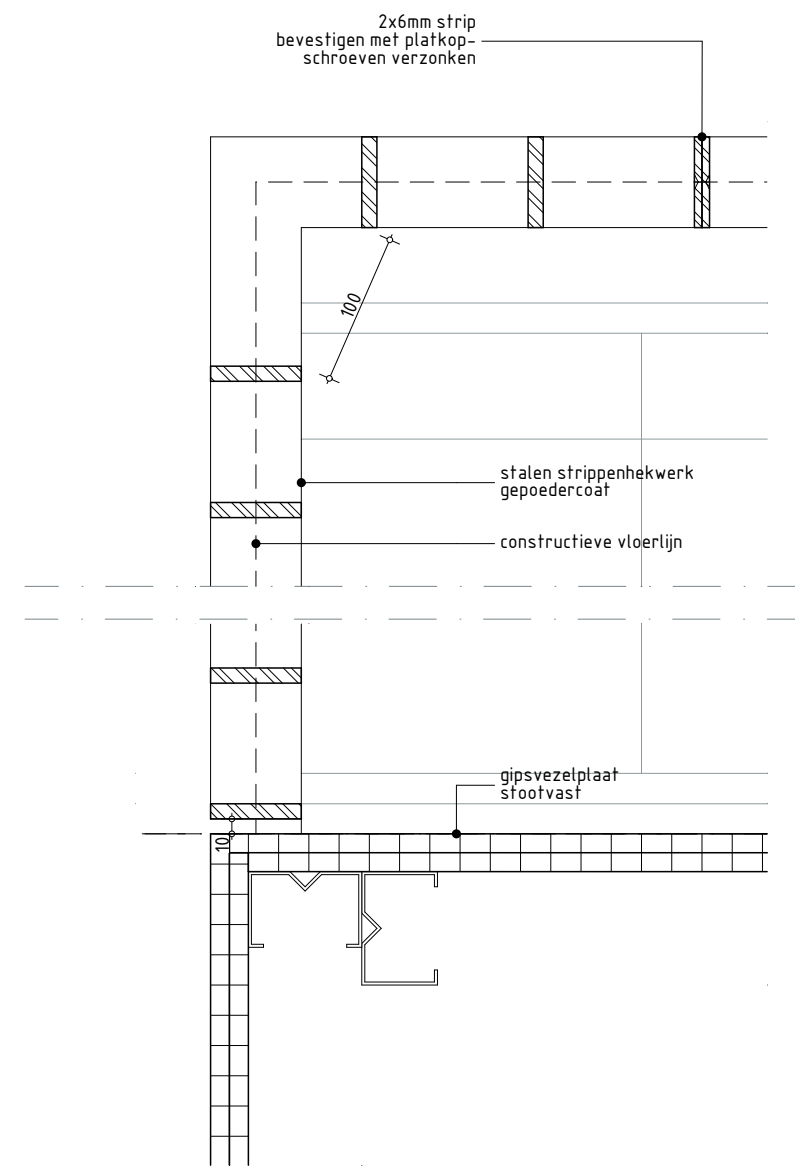 2x6mm strip
bevestigen met platkop-
schroeven verzonken
100
stalen strippenhekwerk
gepoedercoat
constructieve vloerlijn
gipsvezelplaat
stootvast
10